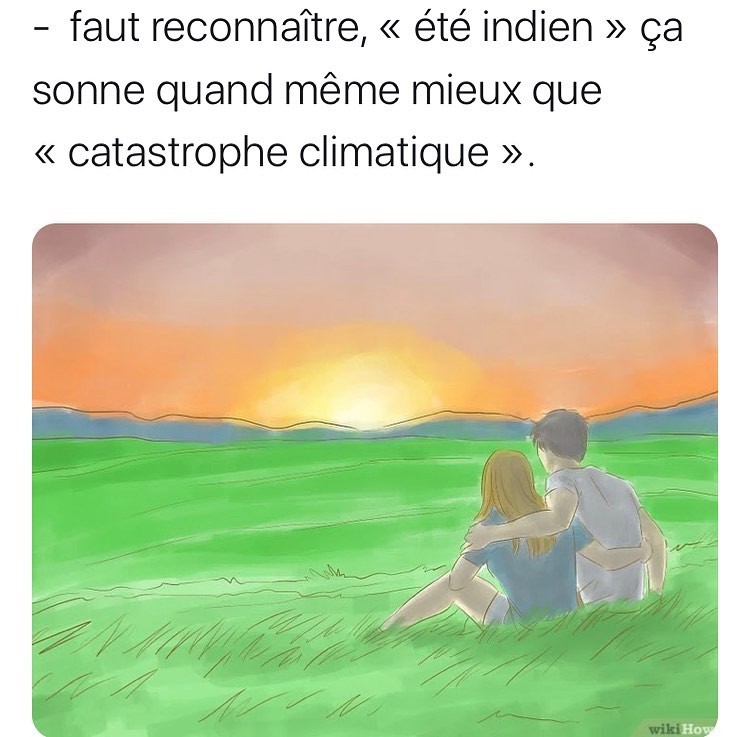 - faut reconnaître, « été indien » ça
sonne quand même mieux que
« catastrophe climatique ».
wikiHow